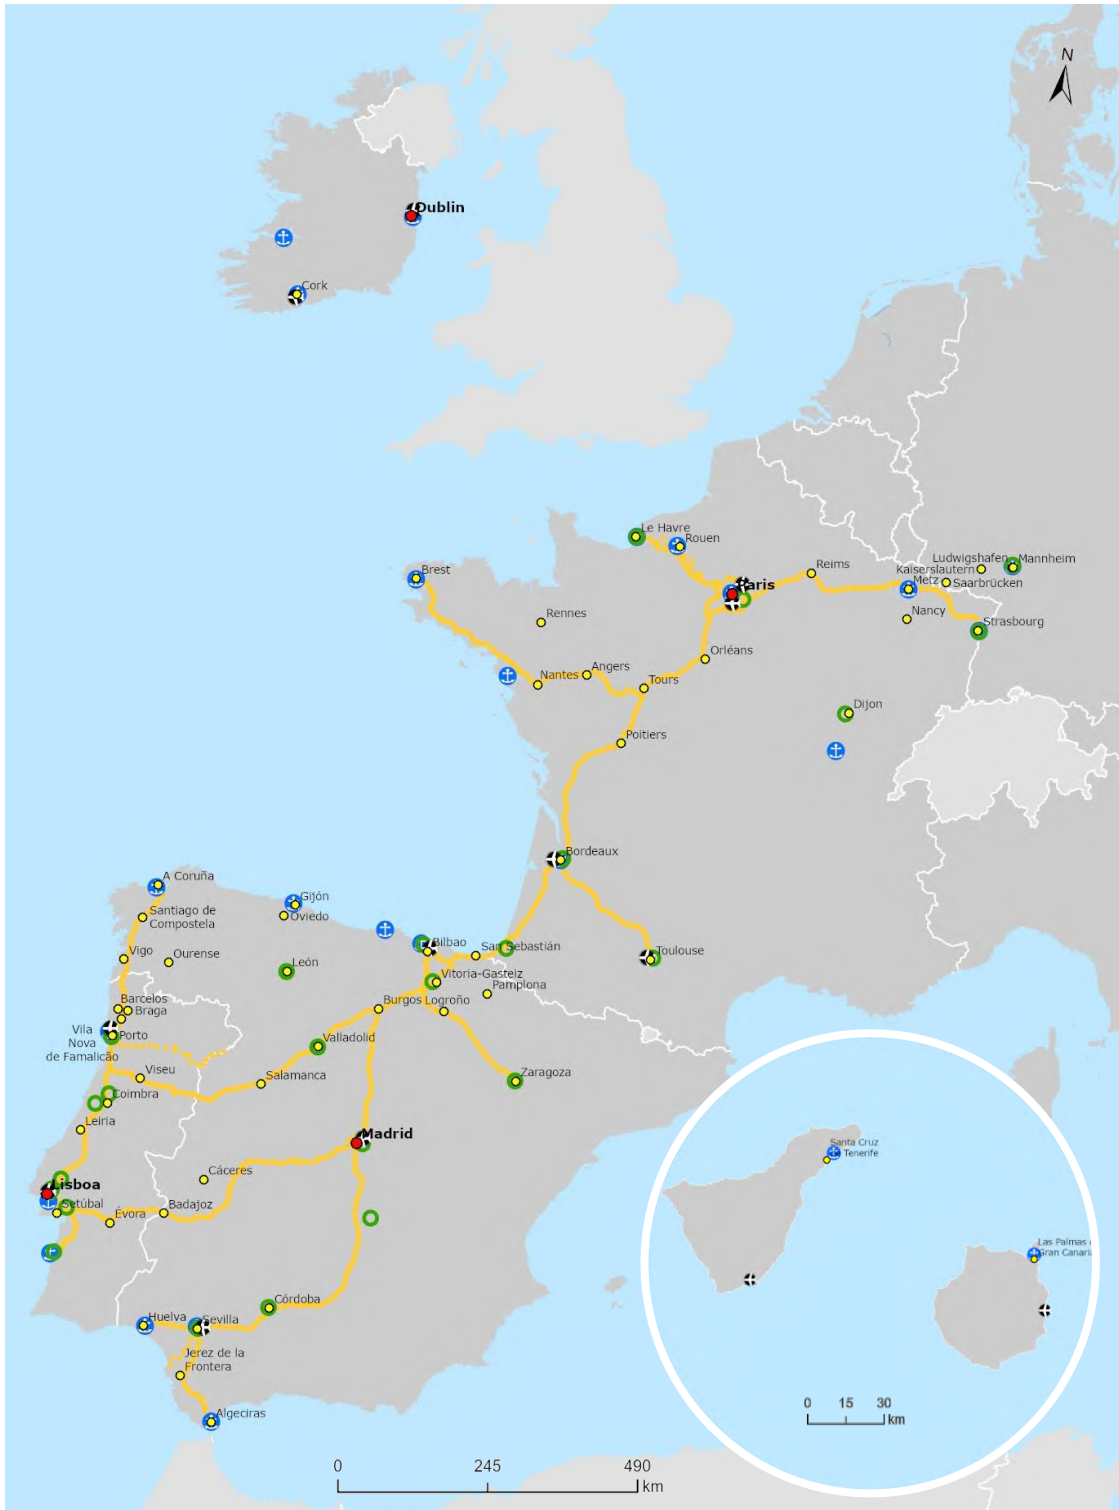 N
Dublin
Cork
Le Havre
Rouen
Brest
Paris
Reims
Ludwigshafen
Mannheim
Kaiserslautern
Metz
Saarbrücken
Rennes
Nancy
Strasbourg
Orléans
Angers
Nantes
Tours
Dijon
Poitiers
Bordeaux
A Coruña
Gijón
Santiago de
Compostela
Oviedo
Bilbao
San Sebastián
Toulouse
Vigo
Ourense
León
Vitoria-Gasteiz
Pamplona
Barcelos
Braga
Burgos
Logroño
Vila
Nova
de Famalicão
Porto
Valladolid
Viseu
Salamanca
Zaragoza
Coimbra
Leiria
Madrid
Cáceres
Lisboa
Setúbal
Évora
Badajoz
Córdoba
Huelva
Sevilla
Jerez de la
Frontera
Algeciras
Santa Cruz
Tenerife
Las Palmas
Gran Canari
0 15 30
km
0 245 490
km